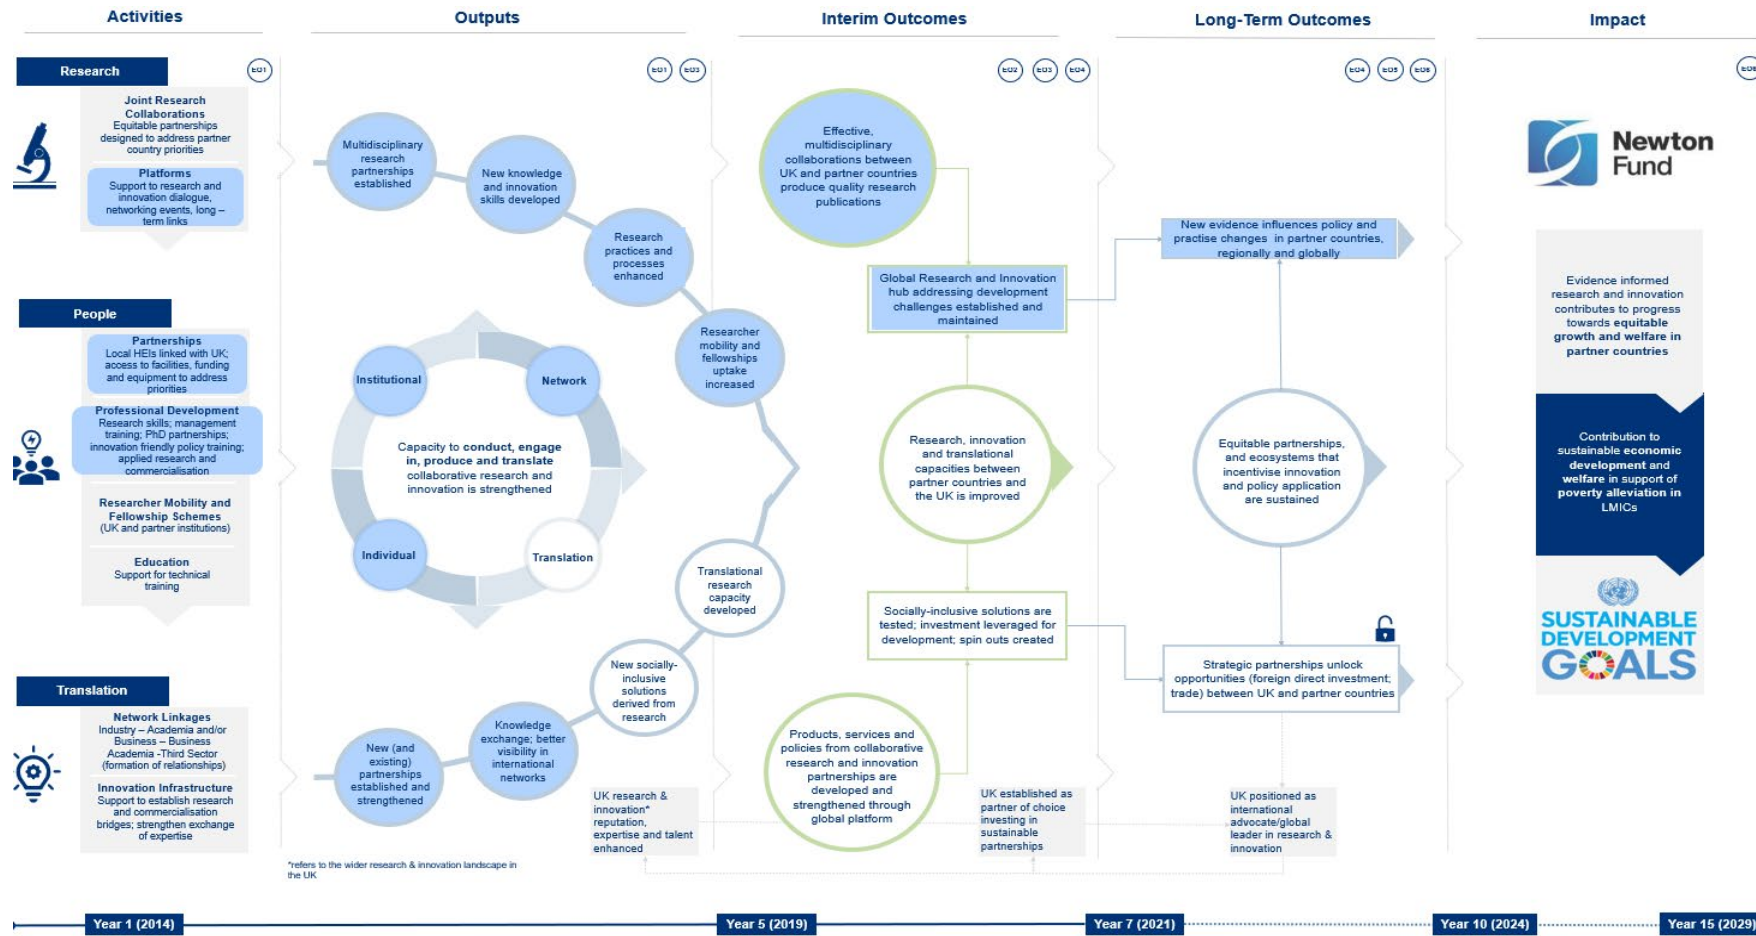 Activities
Outputs
Interim Outcomes
Long-Term Outcomes
Impact
Research
EO1
EO1
EO3
EO2
EO3
EO4
EO4
EO5
EO6
Joint Research
Collaborations
Equitable partnerships
designed to address partner
country priorities
Platforms
Support to research and
innovation dialogue,
networking events, long –
term links
People
Partnerships
Local HEIs linked with UK;
access to facilities, funding
and equipment to address
priorities
Professional Development
Research skills; management
training; PhD partnerships;
innovation friendly policy training;
applied research and
commercialisation
Researcher Mobility and
Fellowship Schemes
(UK and partner institutions)
Education
Support for technical
training
Translation
Network Linkages
Industry – Academia and/or
Business – Business
Academia -Third Sector
(formation of relationships)
Innovation Infrastructure
Support to establish research
and commercialisation
bridges; strengthen exchange
of expertise
Multidisciplinary
research
partnerships
established
New knowledge
and innovation
skills developed
Research
practices and
processes
enhanced
Researcher
mobility and
fellowships
uptake
increased
Institutional
Network
Capacity to conduct, engage
in, produce and translate
collaborative research and
innovation is strengthened
Individual
Translation
Translational
research
capacity
developed
New socially-
inclusive
solutions
derived from
research
Knowledge
exchange; better
visibility in
international
networks
New (and
existing)
partnerships
established and
strengthened
UK research &
innovation*
reputation,
expertise and talent
enhanced
*refers to the wider research & innovation landscape in
the UK
Effective,
multidisciplinary
collaborations between
UK and partner countries
produce quality research
publications
Global Research and Innovation
hub addressing development
challenges established and
maintained
Research, innovation
and translational
capacities between
partner countries and
the UK is improved
Socially-inclusive solutions are
tested; investment leveraged for
development; spin outs created
Products, services and
policies from collaborative
research and innovation
partnerships are
developed and
strengthened through
global platform
UK established as
partner of choice
investing in
sustainable
partnerships
New evidence influences policy and
practise changes in partner countries,
regionally and globally
Equitable partnerships,
and ecosystems that
incentivise innovation
and policy application
are sustained
Strategic partnerships unlock
opportunities (foreign direct investment;
trade) between UK and partner countries
UK positioned as
international
advocate/global
leader in research &
innovation
Newton
Fund
Evidence informed
research and innovation
contributes to progress
towards equitable
growth and welfare in
partner countries
Contribution to
sustainable economic
development and
welfare in support of
poverty alleviation in
LMICs
SUSTAINABLE
DEVELOPMENT
GOALS
Year 1 (2014)
Year 5 (2019)
Year 7 (2021)
Year 10 (2024)
Year 15 (2029)